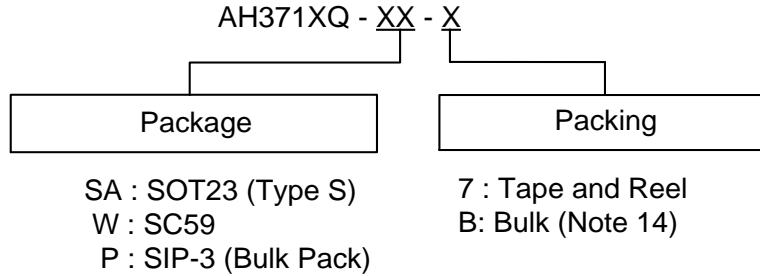 AH371XQ - XX - X
Package
Packing
SA : SOT23 (Type S)
W : SC59
P : SIP-3 (Bulk Pack)
7 : Tape and Reel
B: Bulk (Note 14)